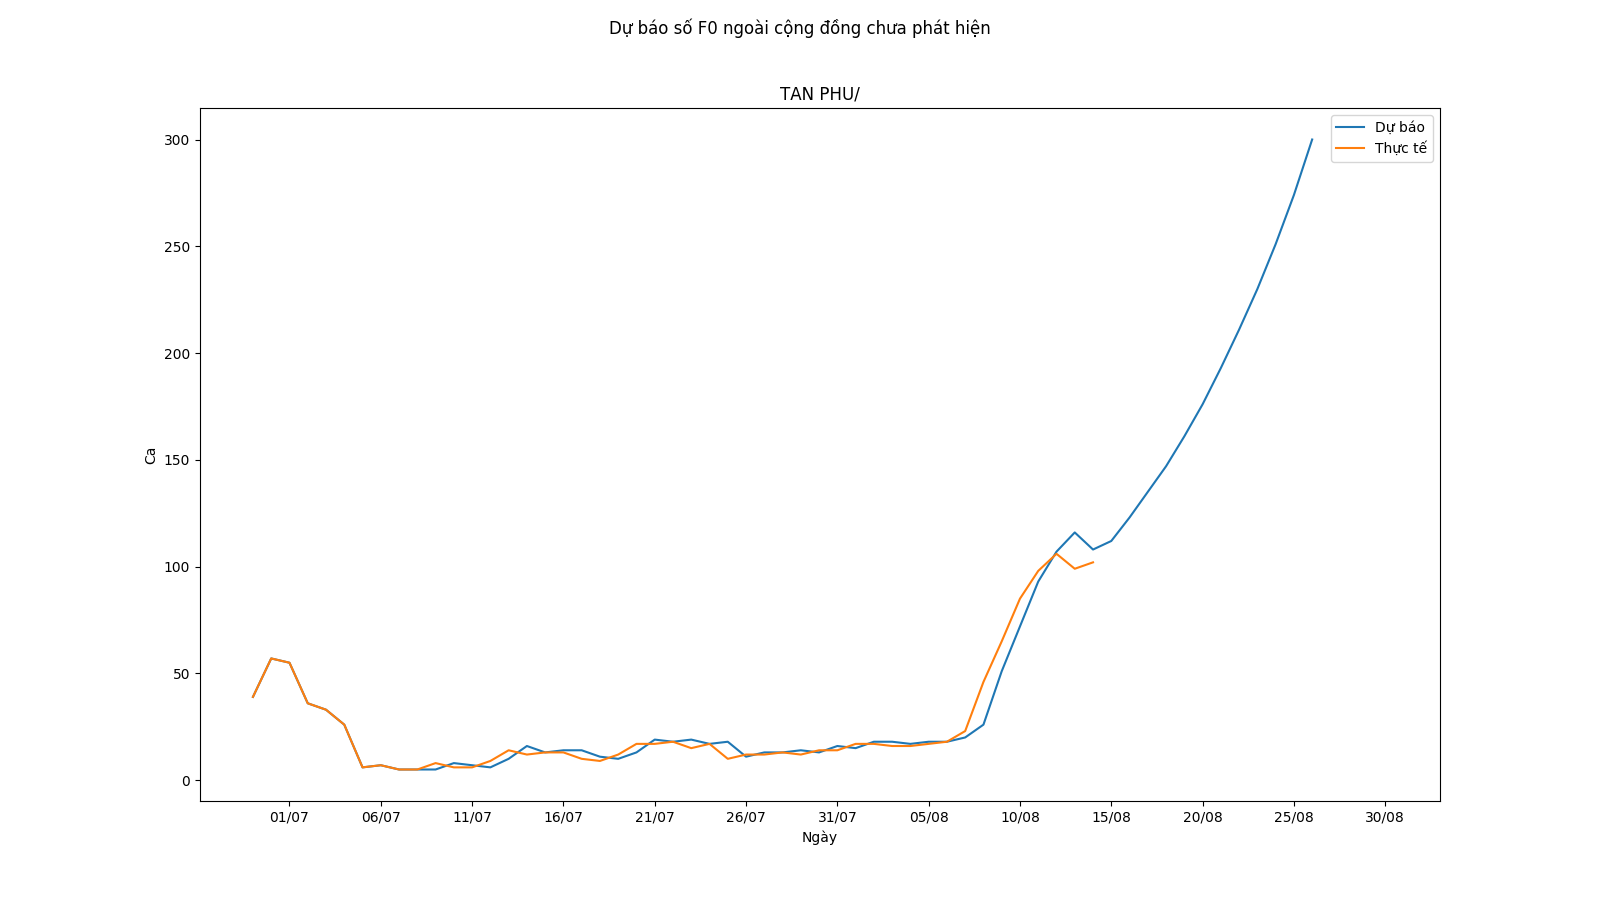 Dự báo số F0 ngoài cộng đồng chưa phát hiện
TAN PHU/
Dự báo
Thực tế
300
250
200
150
100
50
0
Ca
01/07 06/07 11/07 16/07 21/07 26/07 31/07 05/08 10/08 15/08 20/08 25/08 30/08
Ngày